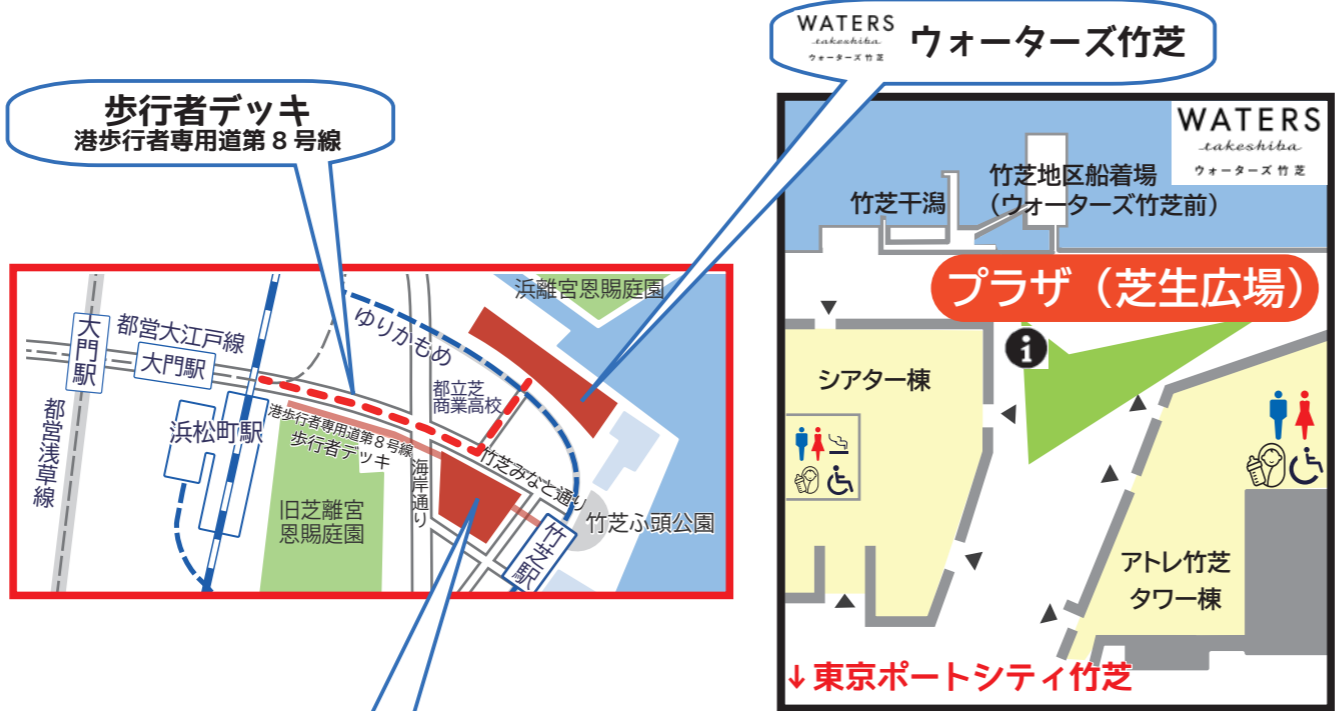 WATERS
takeshiba
ウォーターズ竹芝
ウォーターズ竹芝
歩行者デッキ
港歩行者専用道第8号線
浜離宮恩賜庭園
ゆりかもめ
都営大江戸線
大門駅
大門駅
都営浅草線
浜松町駅
都立芝
商業高校
港歩行者専用道第8号線
歩行者デッキ
海岸通り
竹芝みなと通り
旧芝離宮
恩賜庭園
竹芝ふ頭公園
竹芝駅
WATERS
takeshiba
ウォーターズ竹芝
竹芝地区船着場
(ウォーターズ竹芝前)
竹芝干潟
プラザ(芝生広場)
i
シアター棟
アトレ竹芝
タワー棟
↓東京ポートシティ竹芝